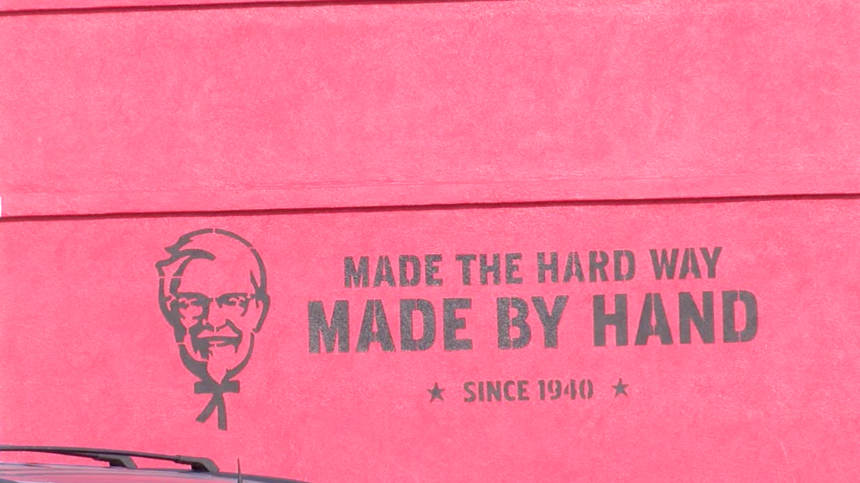 MADE THE HARD WAY
MADE BY HAND
★ SINCE 1940 ★